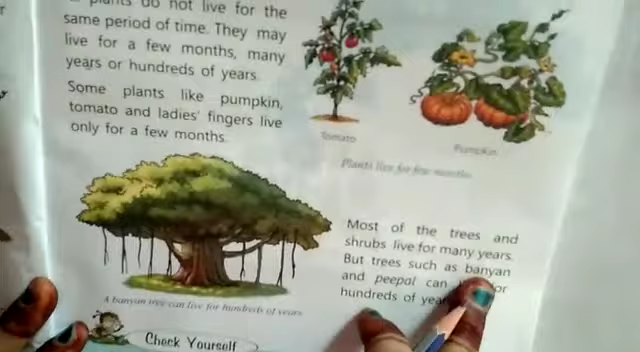 plants do not live for the
same period of time. They may
live for a few months, many
years or hundreds of years.
Some plants like pumpkin,
tomato and ladies' fingers live
only for a few months.
Tomato
Pumpkin
Plants live for few months
Most of the trees and
shrubs live for many years.
But trees such as banyan
and peepal can
hundreds of
A banyan tree can live for hundreds of years
Check Yourself